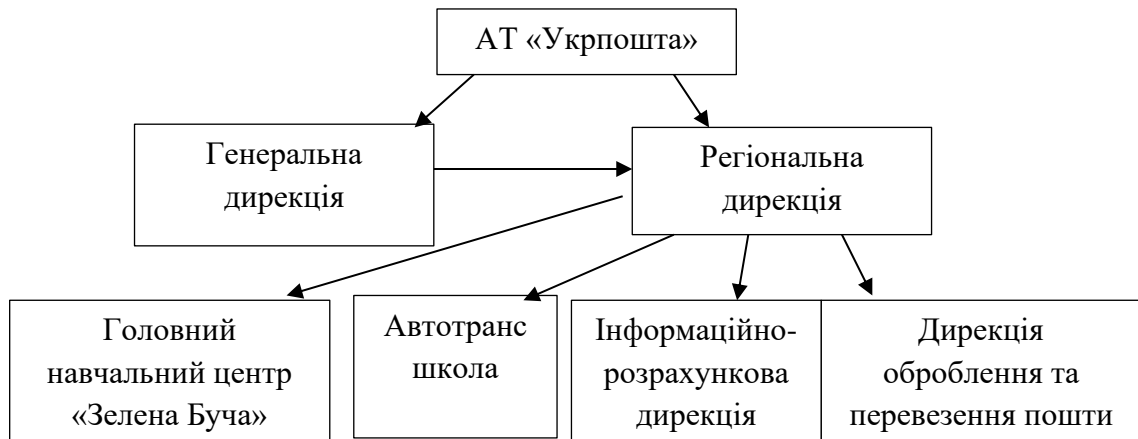 АТ «Укрпошта»
Генеральна
дирекція
Регіональна
дирекція
Головний
навчальний центр
«Зелена Буча»
Автотранс
школа
Інформаційно-
розрахункова
дирекція
Дирекція
оброблення та
перевезення пошти